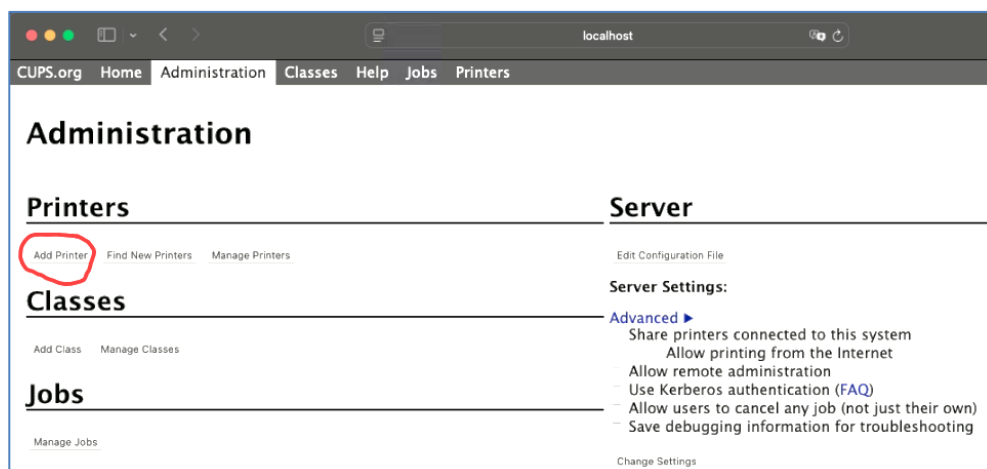 localhost
CUPS.org Home Administration Classes Help Jobs Printers
Administration
Printers
Add Printer Find New Printers Manage Printers
Classes
Add Class Manage Classes
Jobs
Manage Jobs
Server
Edit Configuration File
Server Settings:
Advanced ▶
Share printers connected to this system
Allow printing from the Internet
Allow remote administration
Use Kerberos authentication (FAQ)
Allow users to cancel any job (not just their own)
Save debugging information for troubleshooting
Change Settings